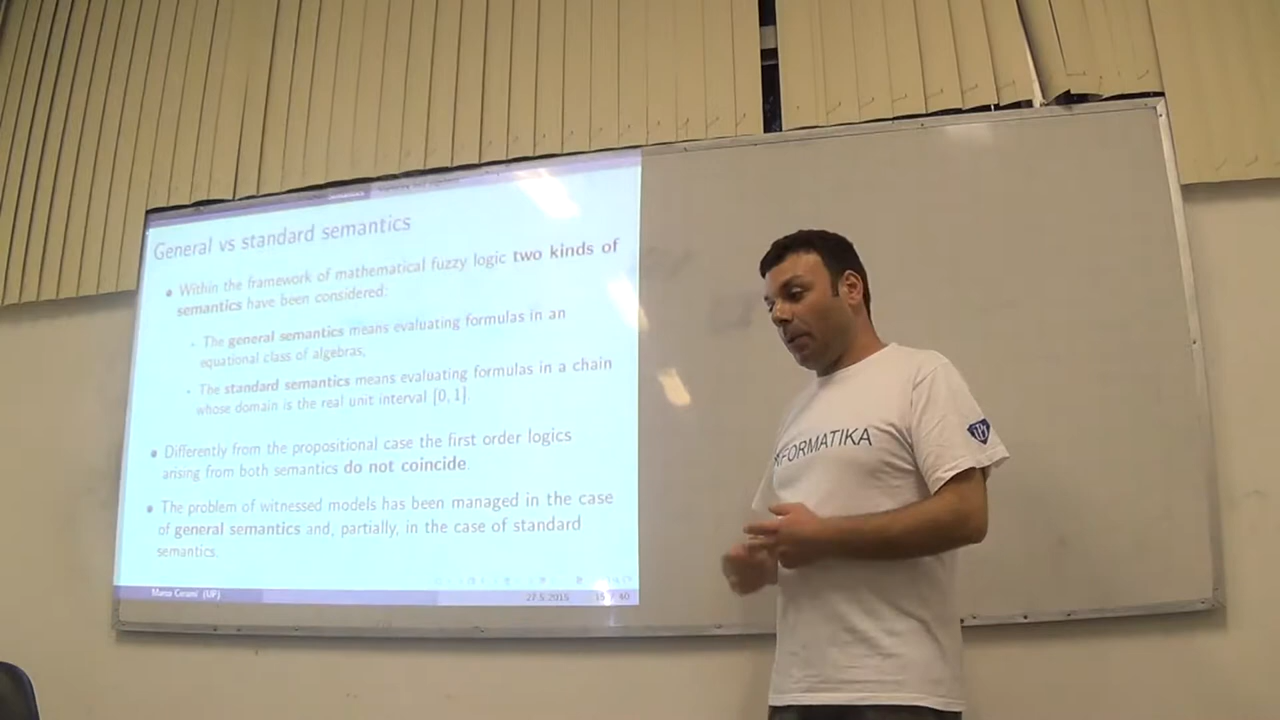 General vs standard semantics
Within the framework of mathematical fuzzy logic two kinds of
semantics have been considered:
The general semantics means evaluating formulas in an
equational class of algebras,
The standard semantics means evaluating formulas in a chain
whose domain is the real unit interval [0, 1].
Differently from the propositional case the first order logics
arising from both semantics do not coincide.
The problem of witnessed models has been managed in the case
of general semantics and, partially, in the case of standard
semantics.
Marco Cerami (UP)
27.5.2015
15 / 40
FORMATIKA